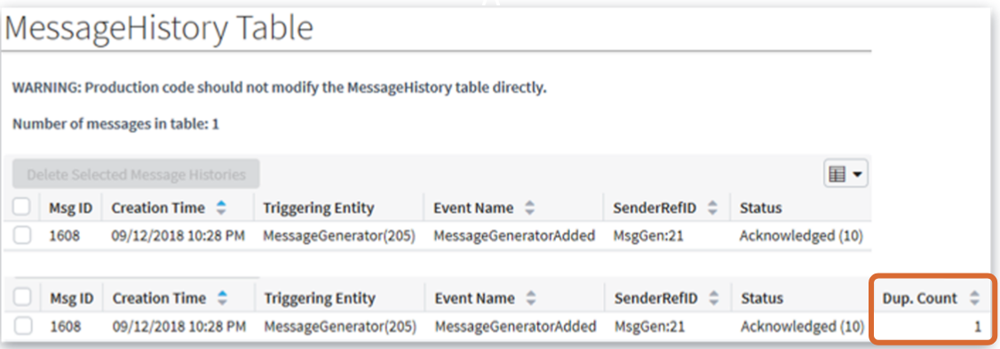 MessageHistory Table
WARNING: Production code should not modify the MessageHistory table directly.
Number of messages in table: 1
Delete Selected Message Histories
Msg ID Creation Time Triggering Entity Event Name SenderRefID Status
1608 09/12/2018 10:28 PM MessageGenerator(205) MessageGeneratorAdded MsgGen:21 Acknowledged (10)
Msg ID Creation Time Triggering Entity Event Name SenderRefID Status Dup. Count
1608 09/12/2018 10:28 PM MessageGenerator(205) MessageGeneratorAdded MsgGen:21 Acknowledged (10) 1